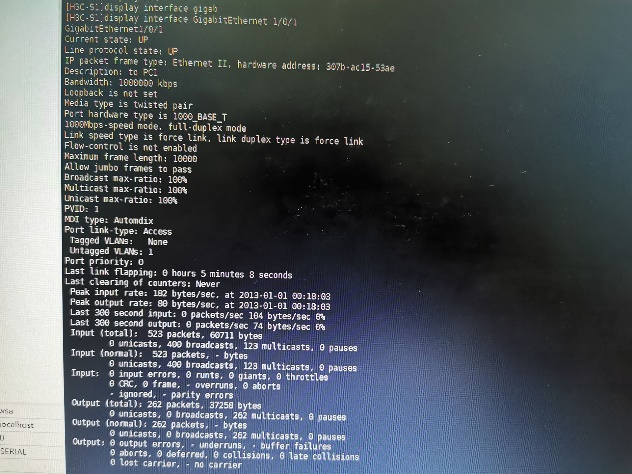 [H3C-S1]display interface gigab
[H3C-S1]display interface GigabitEthernet 1/0/1
GigabitEthernet1/0/1
Current state: UP
Line protocol state: UP
IP packet frame type: Ethernet II, hardware address: 307b-ac15-53ae
Description: to PC1
Bandwidth: 1000000 kbps
Loopback is not set
Media type is twisted pair
Port hardware type is 1000_BASE_T
1000Mbps-speed mode, full-duplex mode
Link speed type is force link, link duplex type is force link
Flow-control is not enabled
Maximum frame length: 10000
Allow jumbo frames to pass
Broadcast max-ratio: 100%
Multicast max-ratio: 100%
Unicast max-ratio: 100%
PVID: 1
MDI type: Automdix
Port link-type: Access
Tagged VLANs: None
Untagged VLANs: 1
Port priority: 0
Last link flapping: 0 hours 5 minutes 8 seconds
Last clearing of counters: Never
Peak input rate: 182 bytes/sec, at 2013-01-01 00:18:03
Peak output rate: 80 bytes/sec, at 2013-01-01 00:18:03
Last 300 second input: 0 packets/sec 104 bytes/sec 0%
Last 300 second output: 0 packets/sec 74 bytes/sec 0%
Input (total): 523 packets, 60711 bytes
0 unicasts, 400 broadcasts, 123 multicasts, 0 pauses
Input (normal): 523 packets, - bytes
0 unicasts, 400 broadcasts, 123 multicasts, 0 pauses
Input: 0 input errors, 0 runts, 0 giants, 0 throttles
0 CRC, 0 frame, - overruns, 0 aborts
- ignored, - parity errors
Output (total): 262 packets, 37250 bytes
0 unicasts, 0 broadcasts, 262 multicasts, 0 pauses
Output (normal): 262 packets, - bytes
0 unicasts, 0 broadcasts, 262 multicasts, 0 pauses
Output: 0 output errors, - underruns, - buffer failures
0 aborts, 0 deferred, 0 collisions, 0 late collisions
0 lost carrier, - no carrier
localhost
0
SERIAL